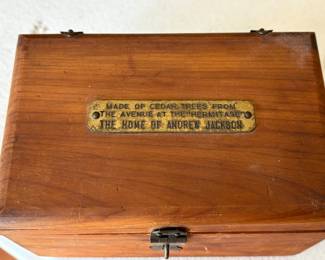 MADE OF CEDAR TREES FROM
THE AVENUE AT THE "HERMITAGE"
THE HOME OF ANDREW JACKSON